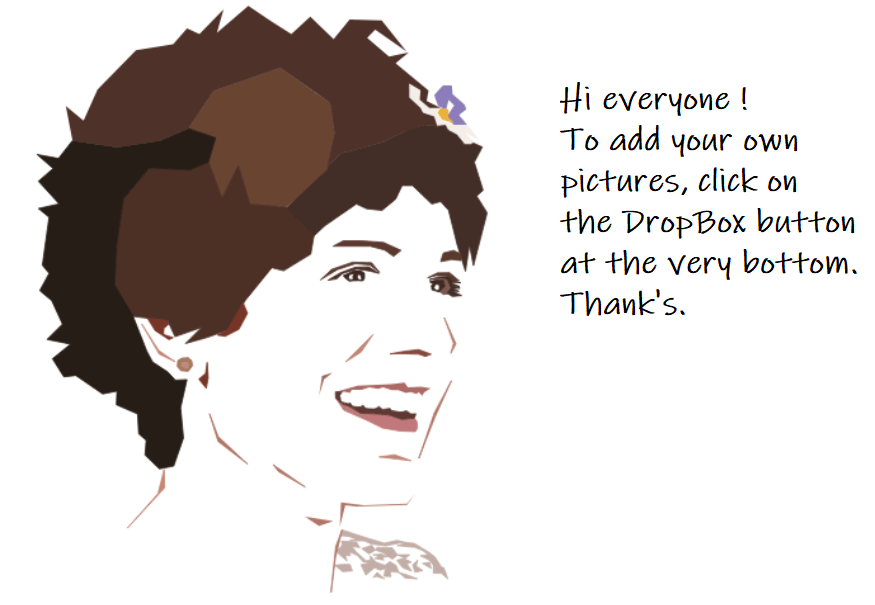 Hi everyone !
To add your own
pictures, click on
the DropBox button
at the very bottom.
Thank's.